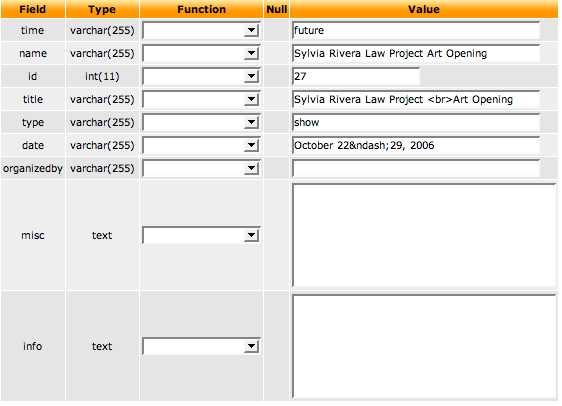 Field Type Function Null Value
time varchar(255) future
name varchar(255) Sylvia Rivera Law Project Art Opening
id int(11) 27
title varchar(255) Sylvia Rivera Law Project <br>Art Opening
type varchar(255) show
date varchar(255) October 22&ndash;29, 2006
organizedby varchar(255)
misc text
info text